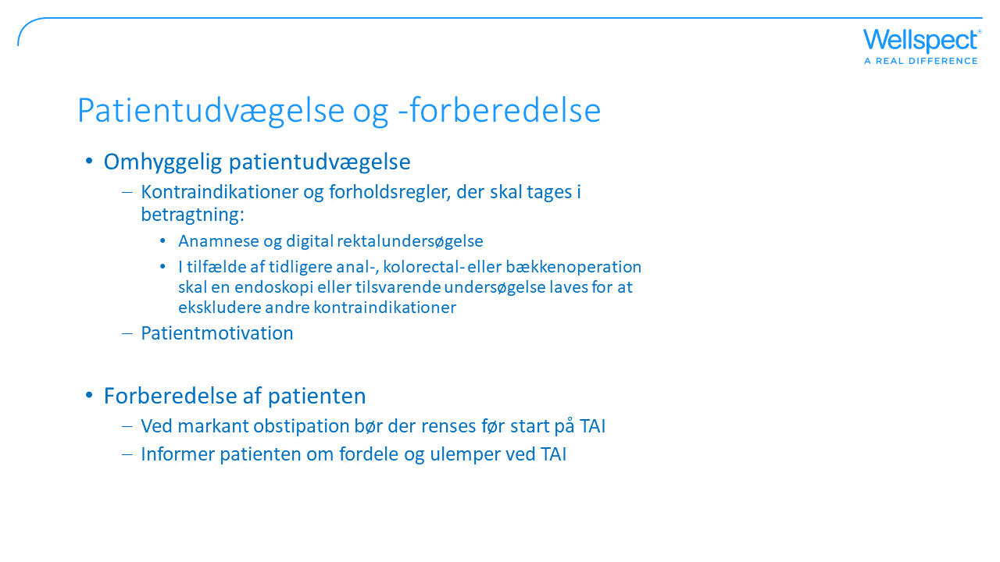 Wellspect®
A REAL DIFFERENCE
Patientudvægelse og -forberedelse
• Omhyggelig patientudvægelse
– Kontraindikationer og forholdsregler, der skal tages i
betragtning:
• Anamnese og digital rektalundersøgelse
• I tilfælde af tidligere anal-, kolorectal- eller bækkenoperation
skal en endoskopi eller tilsvarende undersøgelse laves for at
ekskludere andre kontraindikationer
– Patientmotivation
• Forberedelse af patienten
– Ved markant obstipation bør der renses før start på TAI
– Informer patienten om fordele og ulemper ved TAI